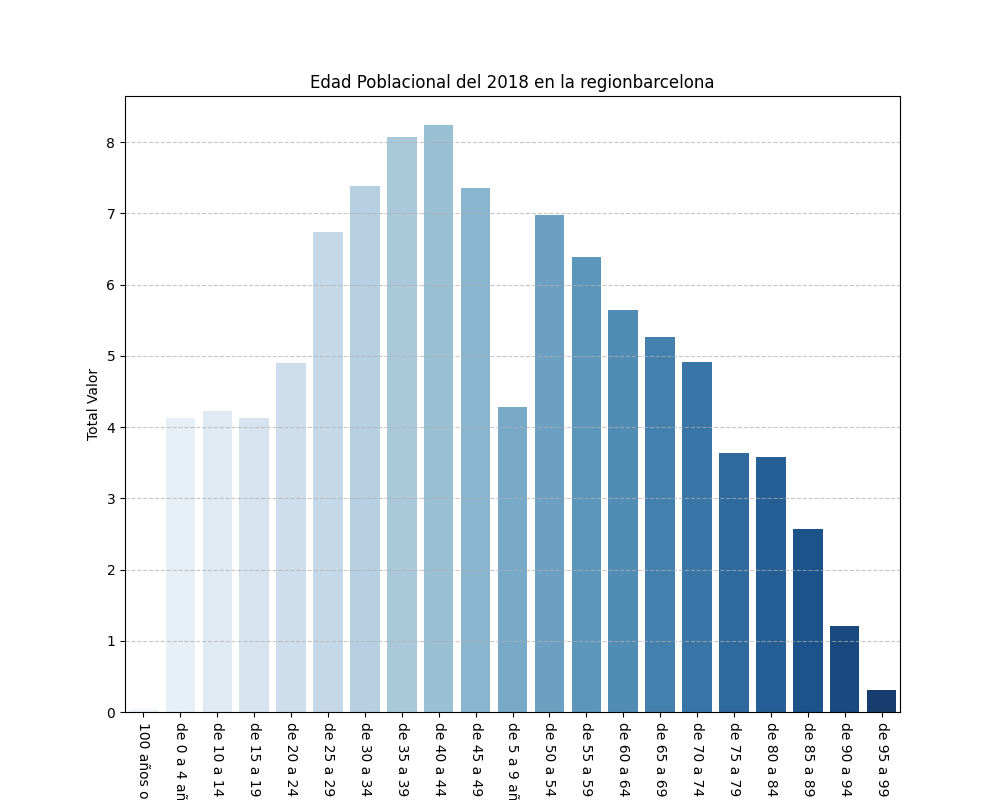 Edad Poblacional del 2018 en la regionbarcelona
Total Valor
8
7
6
5
4
3
2
1
0
100 años o
de 0 a 4 añ
de 10 a 14
de 15 a 19
de 20 a 24
de 25 a 29
de 30 a 34
de 35 a 39
de 40 a 44
de 45 a 49
de 5 a 9 añ
de 50 a 54
de 55 a 59
de 60 a 64
de 65 a 69
de 70 a 74
de 75 a 79
de 80 a 84
de 85 a 89
de 90 a 94
de 95 a 99